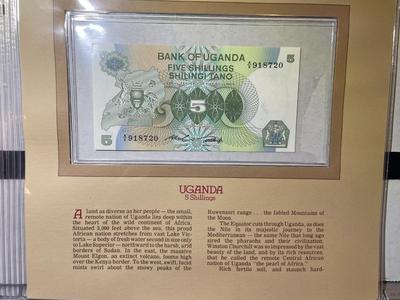 BANK OF UGANDA
FIVE SHILLINGS
SHILINGI TANO
5
918720
5
918720
5
UGANDA
5 Shillings
A land as diverse as her people — the small,
remote nation of Uganda lies deep within
the heart of the wild continent of Africa.
Situated 3,000 feet above the sea, this proud
African nation stretches from vast Lake Vic-
toria — a body of fresh water second in size only
to Lake Superior — northward to the harsh, arid
borders of Sudan. In the east, the massive
Mount Elgon, an extinct volcano, looms high
over the Kenya border. To the west, swift, humid
mists swirl about the snowy peaks of the
Ruwenzori range . . . the fabled Mountains of
the Moon.
The Equator cuts through Uganda, as does
the Nile in its majestic journey to the
Mediterranean — the same Nile that long ago
sired the pharaohs and their civilization.
Winston Churchill was so impressed by the vast
beauty of the land, and by its rich resources,
that he called the remote Central African
nation of Uganda "the pearl of Africa."
Rich fertile soil, and staunch hard-